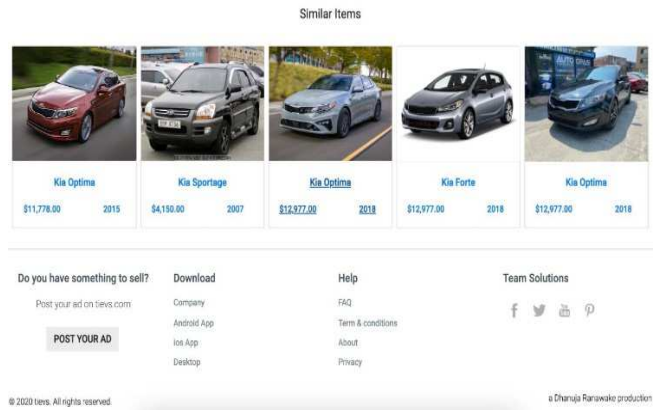 Similar Items
Kia Optima
$11,778.00 2015
Kia Sportage
$4,150.00 2007
Kia Optima
$12,977.00 2018
Kia Forte
$12,977.00 2018
Kia Optima
$12,977.00 2018
Do you have something to sell?
Post your ad on tievs.com
POST YOUR AD
Download
Company
Android App
Ios App
Desktop
Help
FAQ
Term & conditions
About
Privacy
Team Solutions
© 2020 tievs. All rights reserved.
a Dhanuja Ranawake production